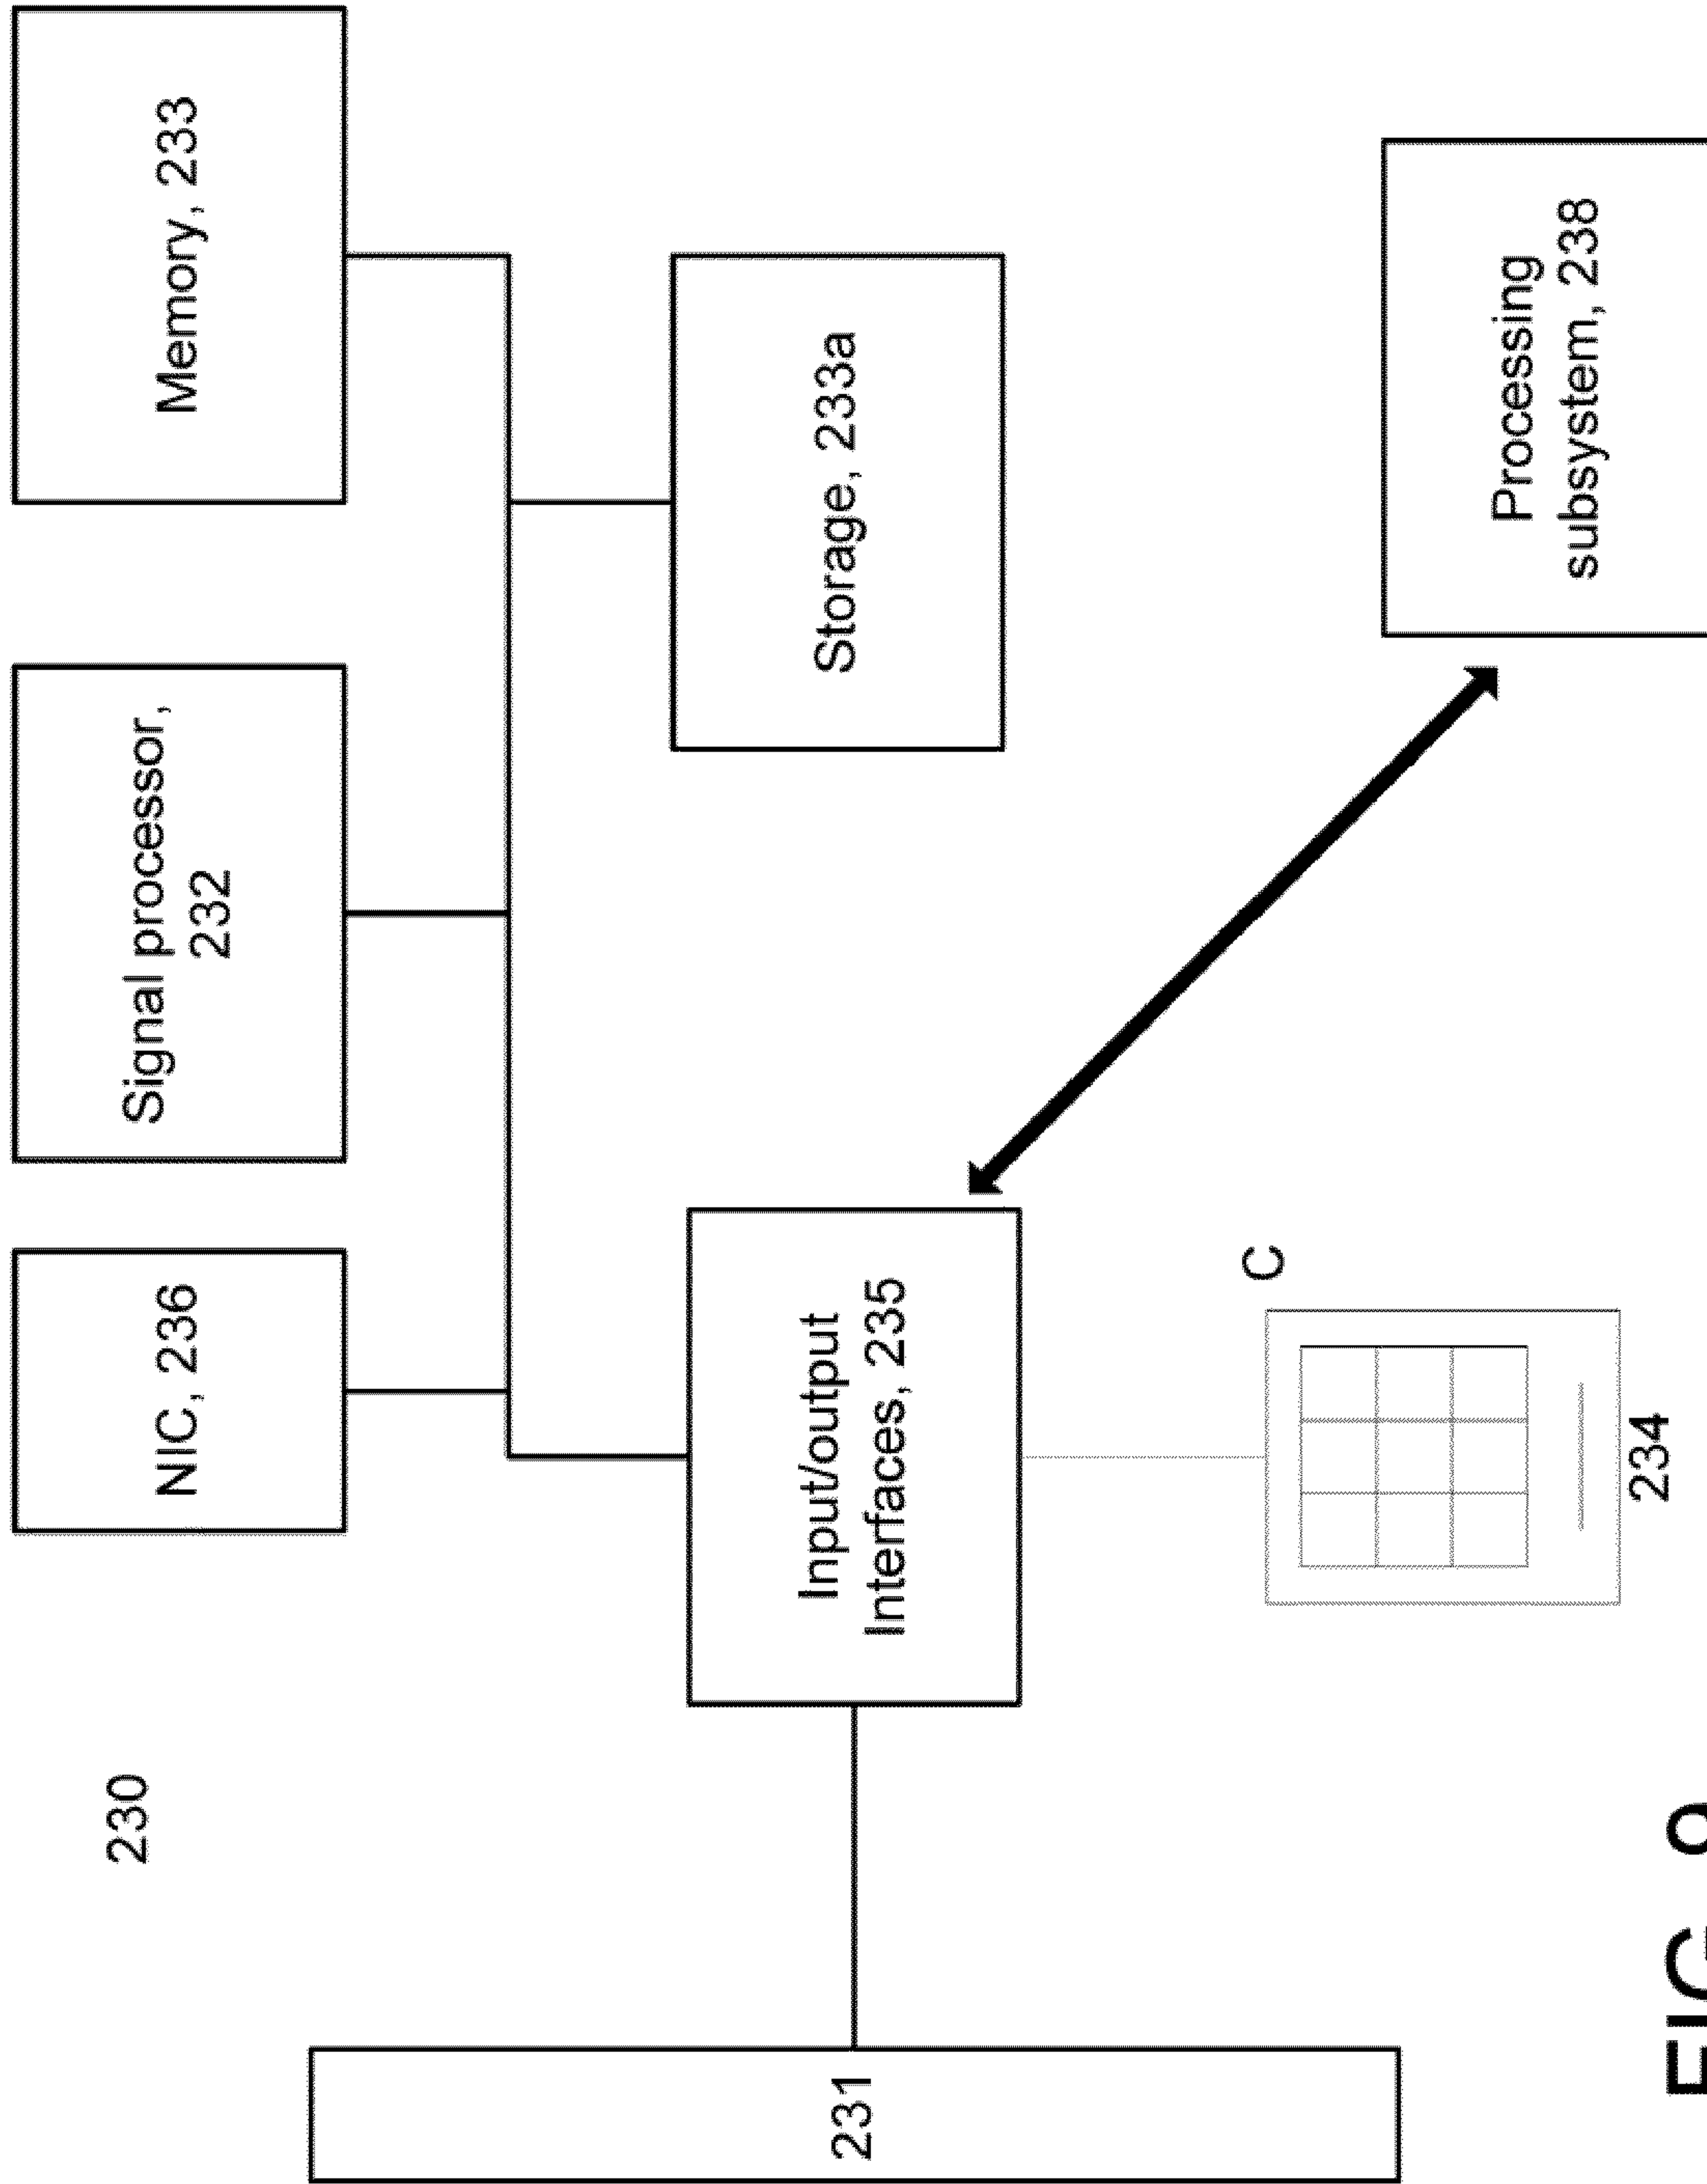 230
NIC, 236
Signal processor,
232
Memory, 233
231
Input/output
Interfaces, 235
Storage, 233a
C
234
Processing
subsystem, 238
FIG